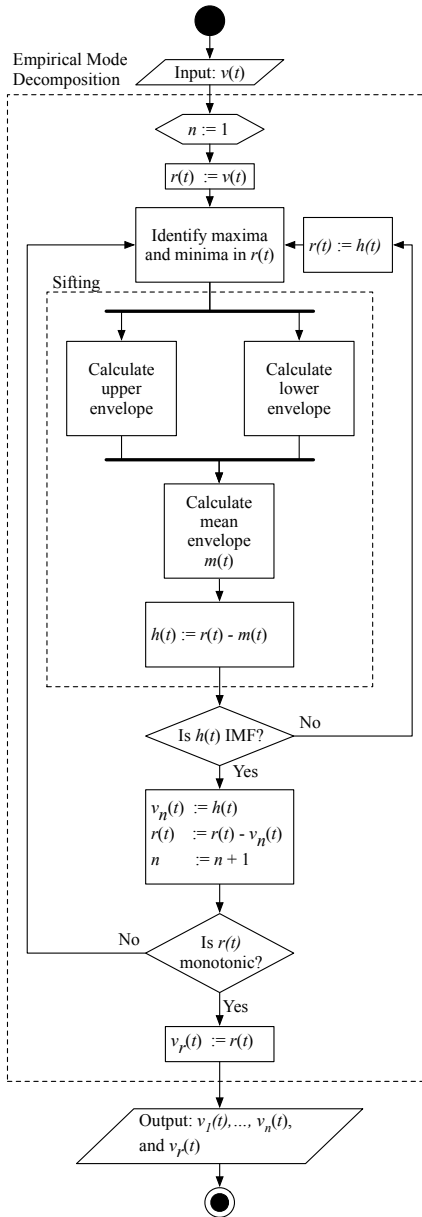 Empirical Mode
Decomposition
Input: v(t)
n := 1
r(t) := v(t)
Identify maxima
and minima in r(t)
r(t) := h(t)
Sifting
Calculate
upper
envelope
Calculate
lower
envelope
Calculate
mean
envelope
m(t)
h(t) := r(t) - m(t)
Is h(t) IMF?
No
Yes
vn(t) := h(t)
r(t) := r(t) - vn(t)
n := n + 1
No
Is r(t)
monotonic?
Yes
vr(t) := r(t)
Output: v1(t),..., vn(t),
and vr(t)